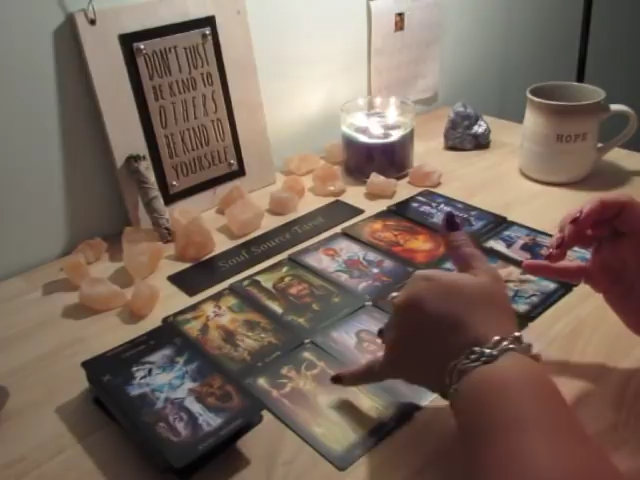 DON'T JUST
BE KIND TO
OTHERS
BE KIND TO
YOURSELF
HOPE
Soul Source Tarot